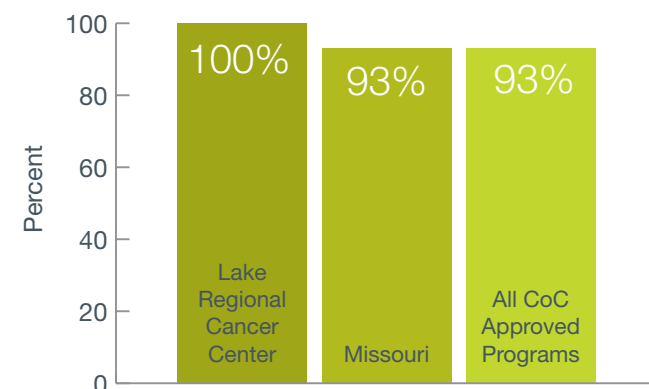 100
80
60
40
20
0
Percent
100%
93%
93%
Lake
Regional
Cancer
Center
Missouri
All CoC
Approved
Programs